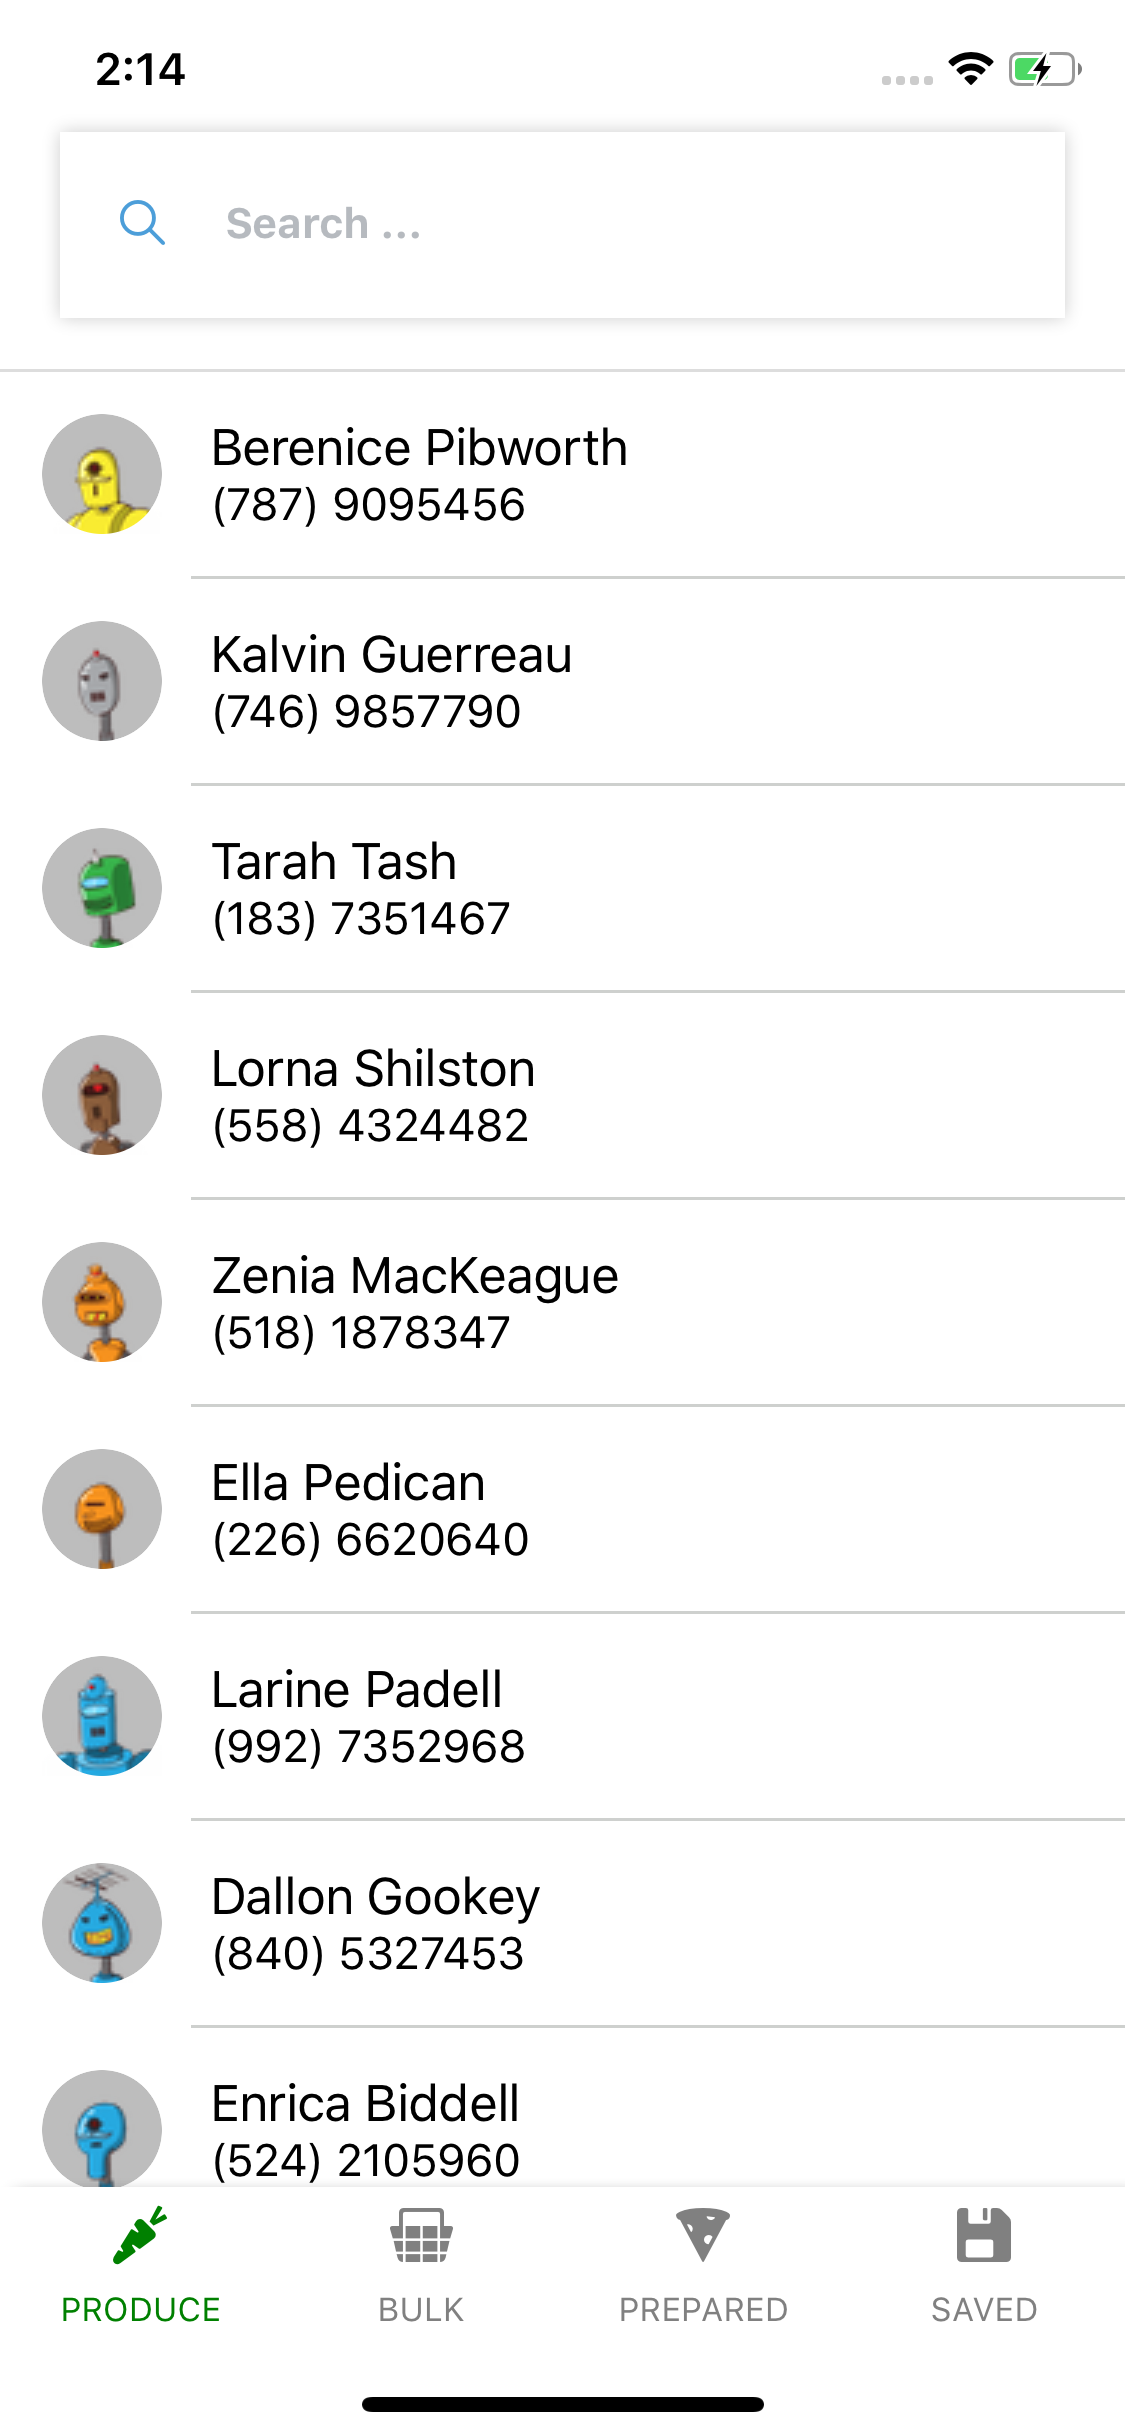 2:14
Search ...
Berenice Pibworth
(787) 9095456
Kalvin Guerreau
(746) 9857790
Tarah Tash
(183) 7351467
Lorna Shilston
(558) 4324482
Zenia MacKeague
(518) 1878347
Ella Pedican
(226) 6620640
Larine Padell
(992) 7352968
Dallon Gookey
(840) 5327453
Enrica Biddell
(524) 2105960
PRODUCE BULK PREPARED SAVED